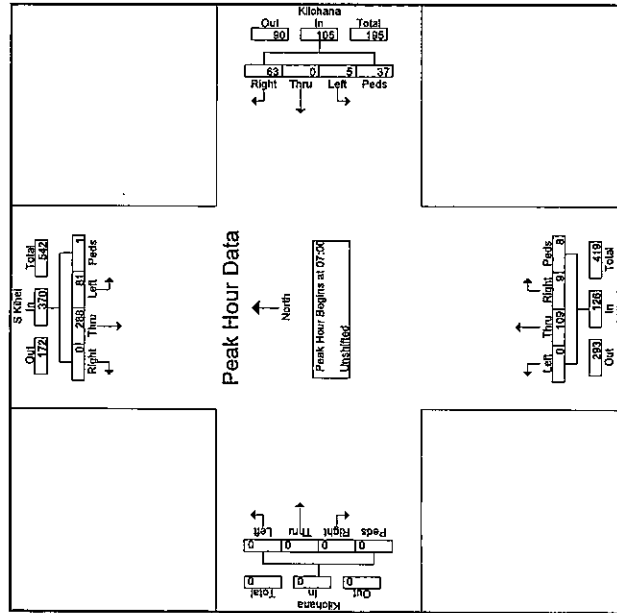 Kilohana
Out In Total
90 105 195
63 0 5 37
Right Thru Left Peds
S Kihei
Out In Total
172 370 542
0 288 81 1
Right Thru Left Peds
Peak Hour Data
North
Peak Hour Begins at 07:00
Unshifted
Left Thru Right Peds
0 109 9 8
293 126 419
Out In Total
Left Thru Right Peds
0 0 0 0
0 0 0
Total In Out
Kilohana